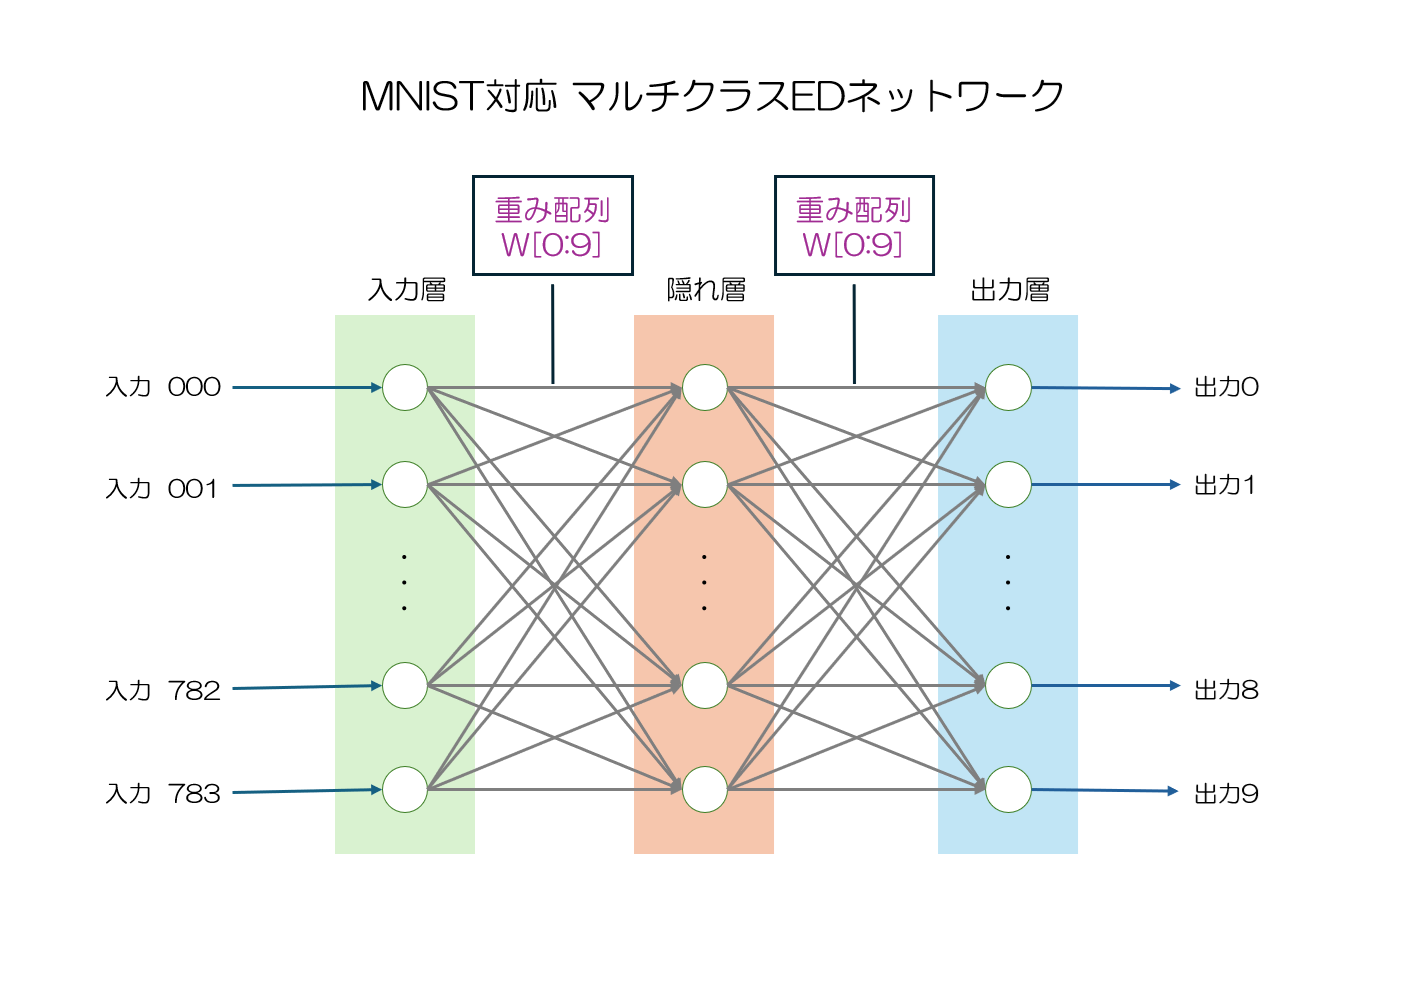 MNIST対応 マルチクラスEDネットワーク
重み配列
W[0:9]
重み配列
W[0:9]
入力層
隠れ層
出力層
入力 000
出力0
入力 001
出力1
入力 782
出力8
入力 783
出力9